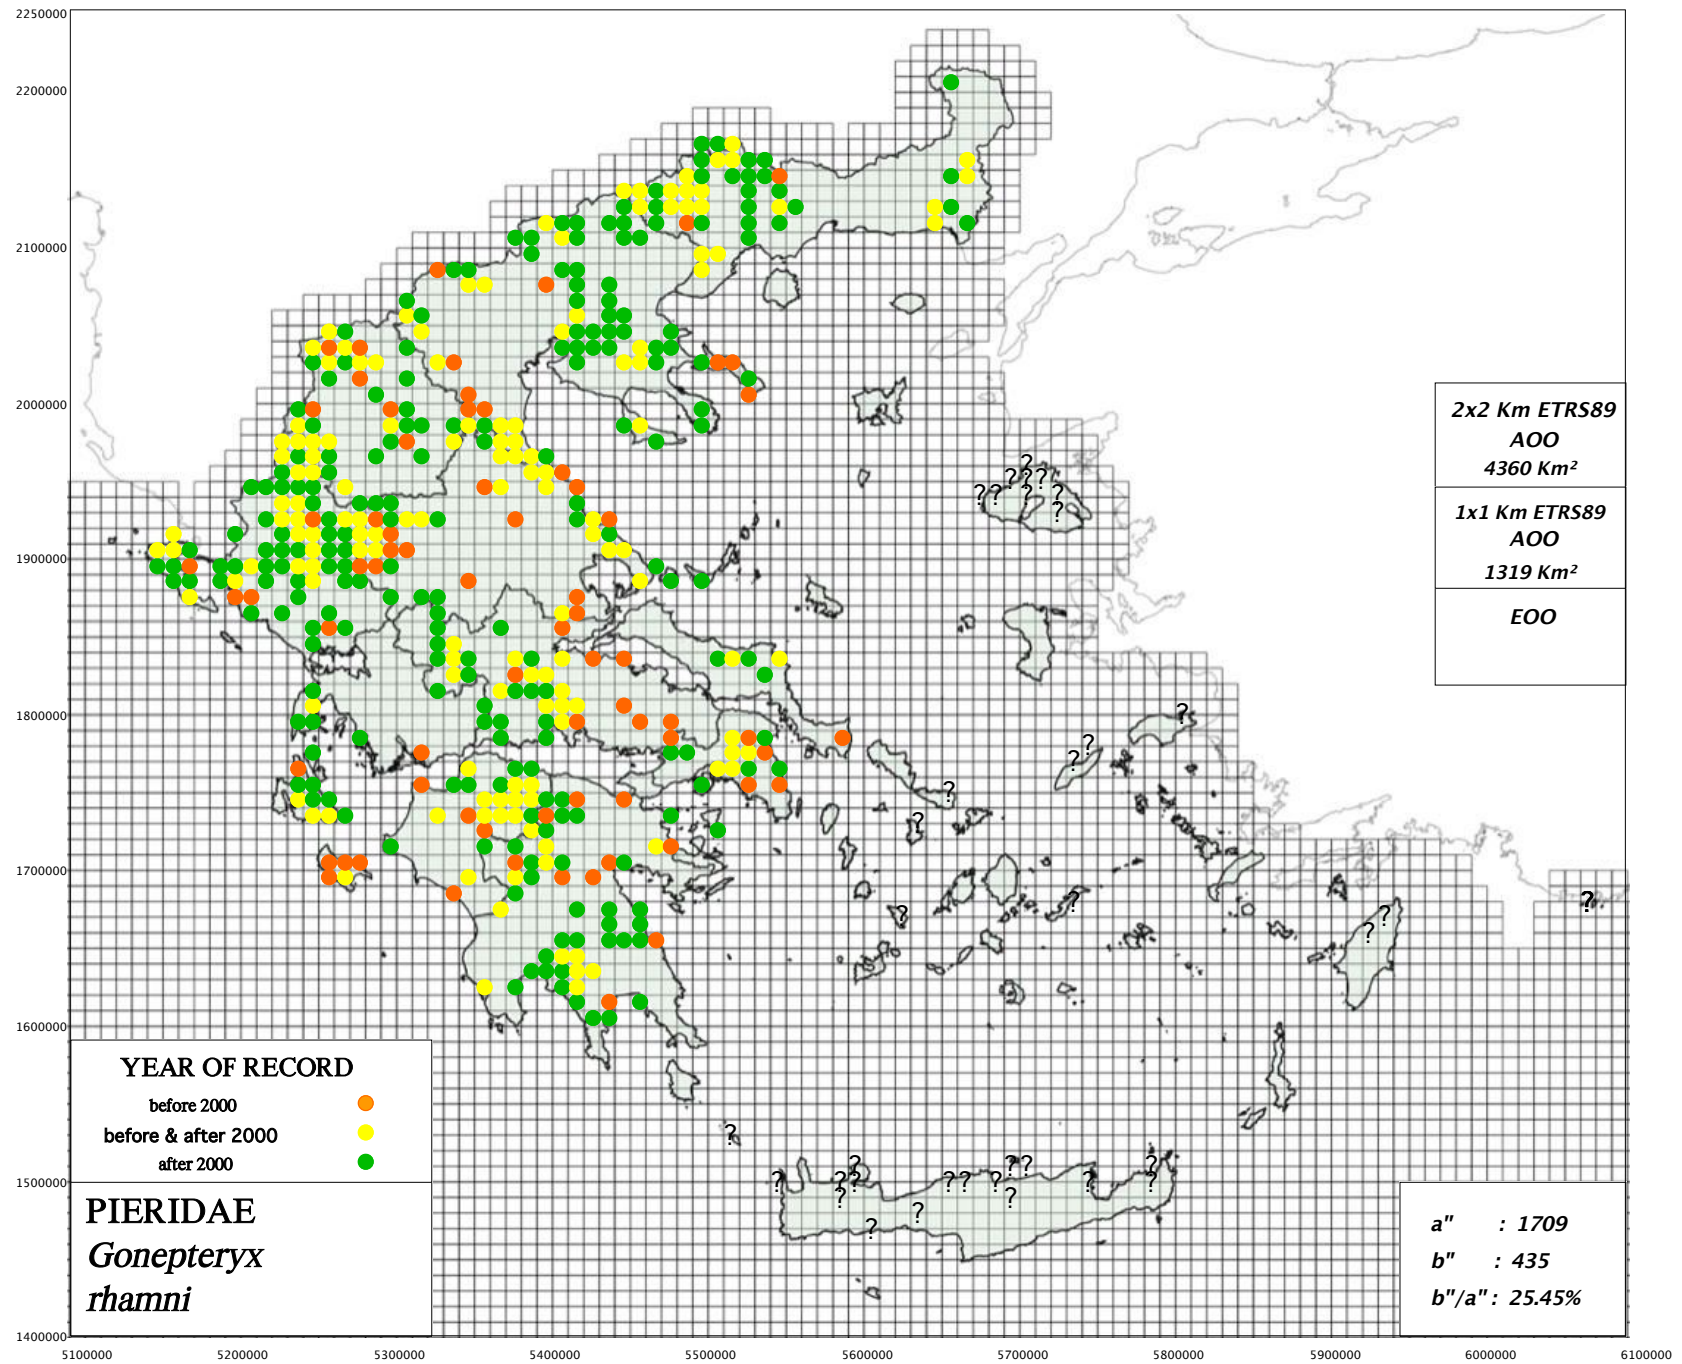 2250000
2200000
2100000
2000000
1900000
1800000
1700000
1600000
1500000
1400000
5100000 5200000 5300000 5400000 5500000 5600000 5700000 5800000 5900000 6000000 6100000
2x2 Km ETRS89
AOO
4360 Km²
1x1 Km ETRS89
AOO
1319 Km²
EOO
YEAR OF RECORD
before 2000
before & after 2000
after 2000
PIERIDAE
Gonepteryx
rhamni
a" : 1709
b" : 435
b"/a" : 25.45%